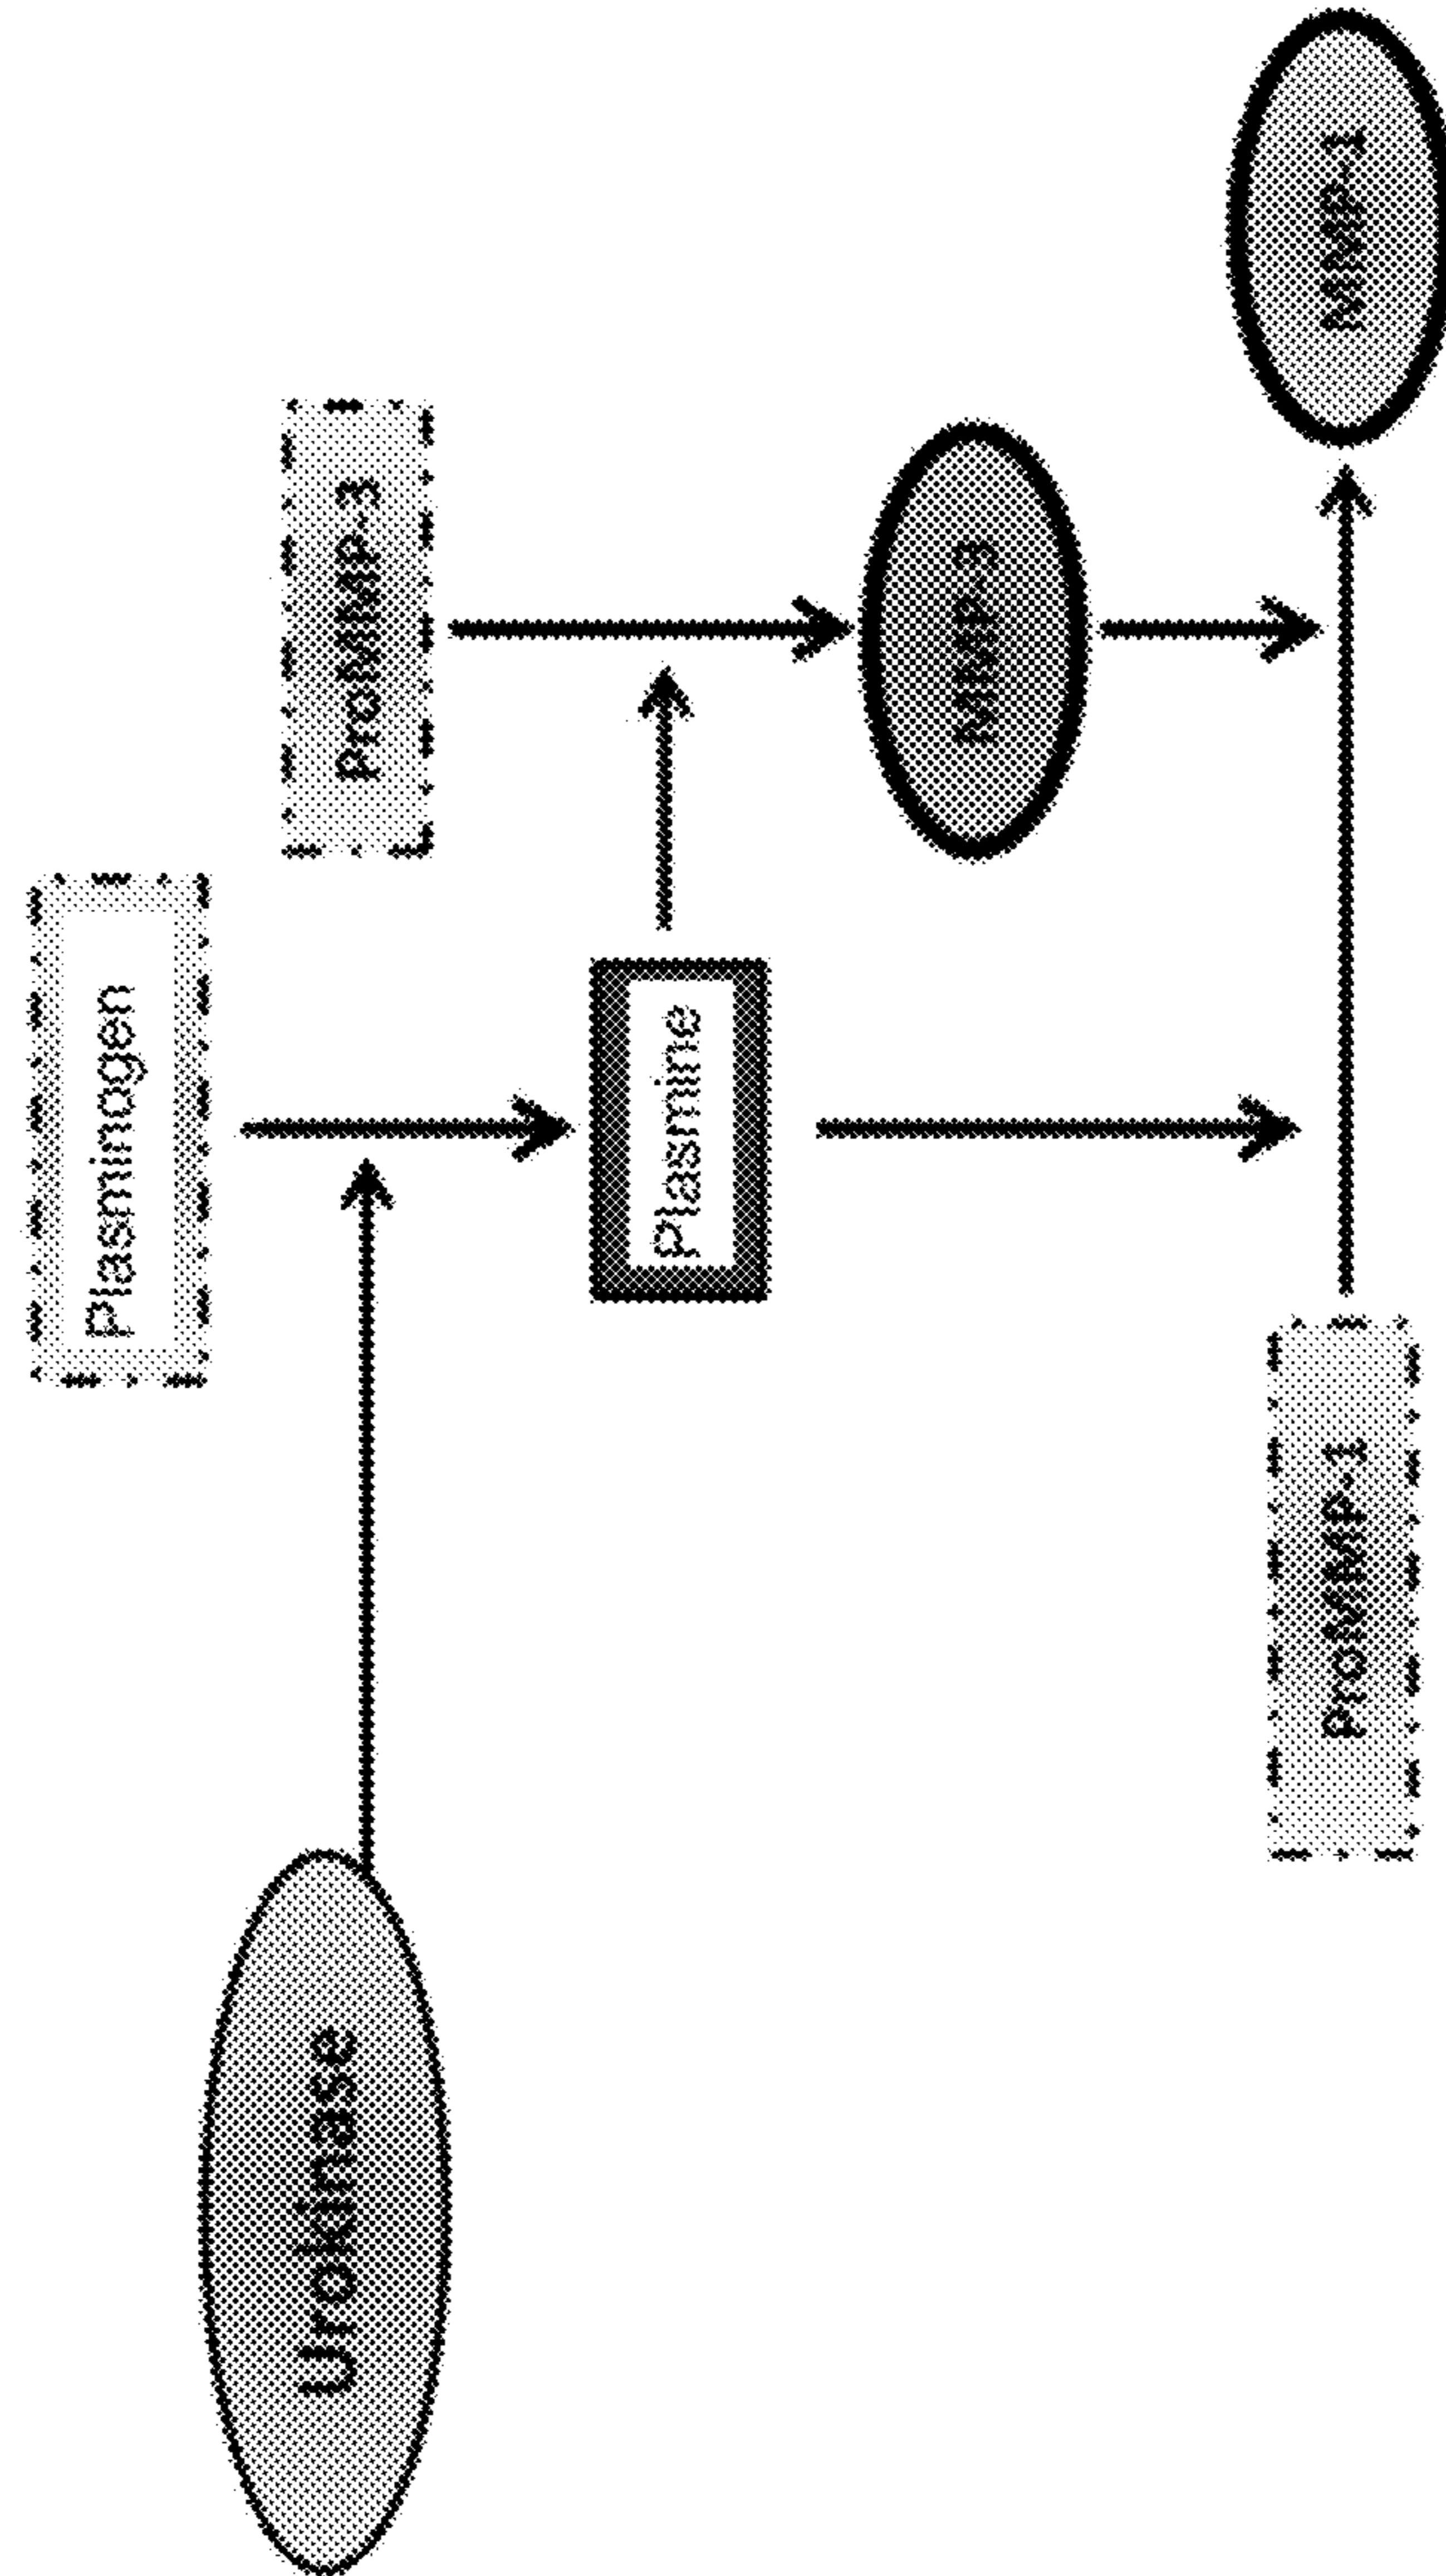 Plasminogen
ProMMP-3
Urokinase
Plasmine
MMP-3
ProMMP-1
MMP-1